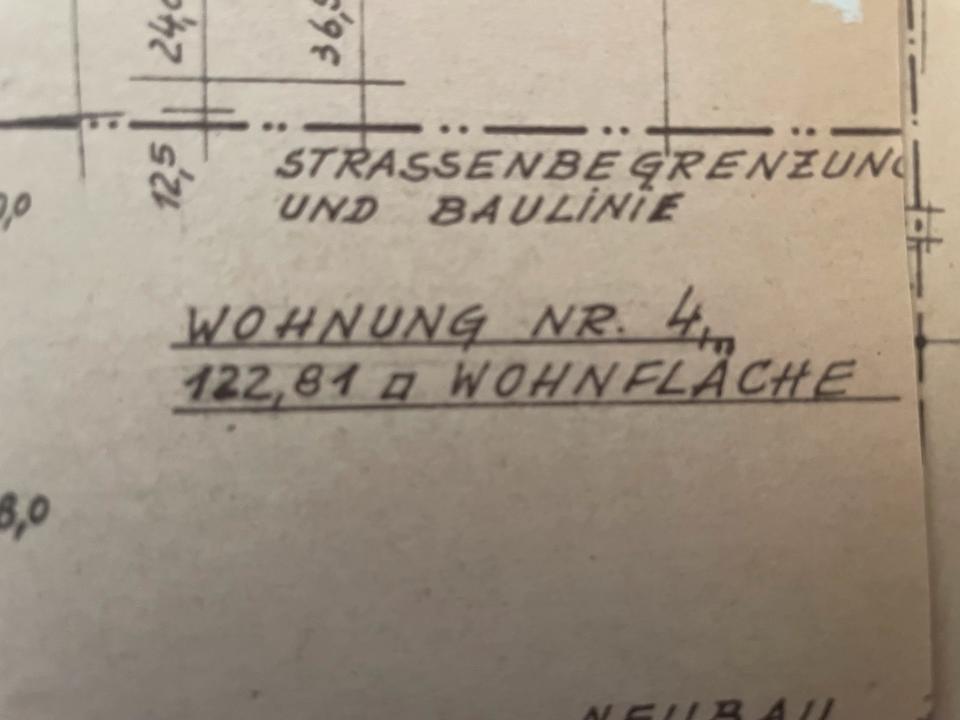 24,0
36,5
12,5
STRASSENBEGRENZUNG
UND BAULINIE
0,0
WOHNUNG NR. 4,
m
122,81 □ WOHNFLÄCHE
8,0
NEUBAU